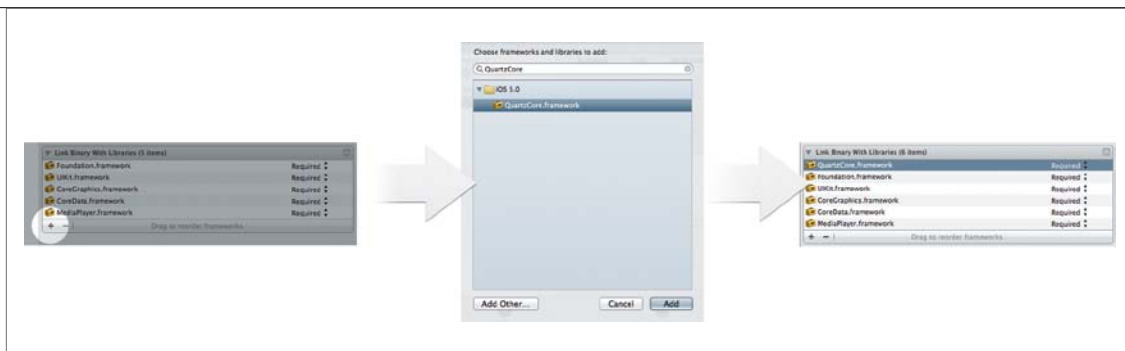 Link Binary With Libraries (5 items)
Foundation.framework Required
UIKit.framework Required
CoreGraphics.framework Required
CoreData.framework Required
MediaPlayer.framework Required
+ − Drag to reorder frameworks
Choose frameworks and libraries to add:
QuartzCore
iOS 5.0
QuartzCore.framework
Add Other...
Cancel
Add
Link Binary With Libraries (6 items)
QuartzCore.framework Required
Foundation.framework Required
UIKit.framework Required
CoreGraphics.framework Required
CoreData.framework Required
MediaPlayer.framework Required
+ − Drag to reorder frameworks